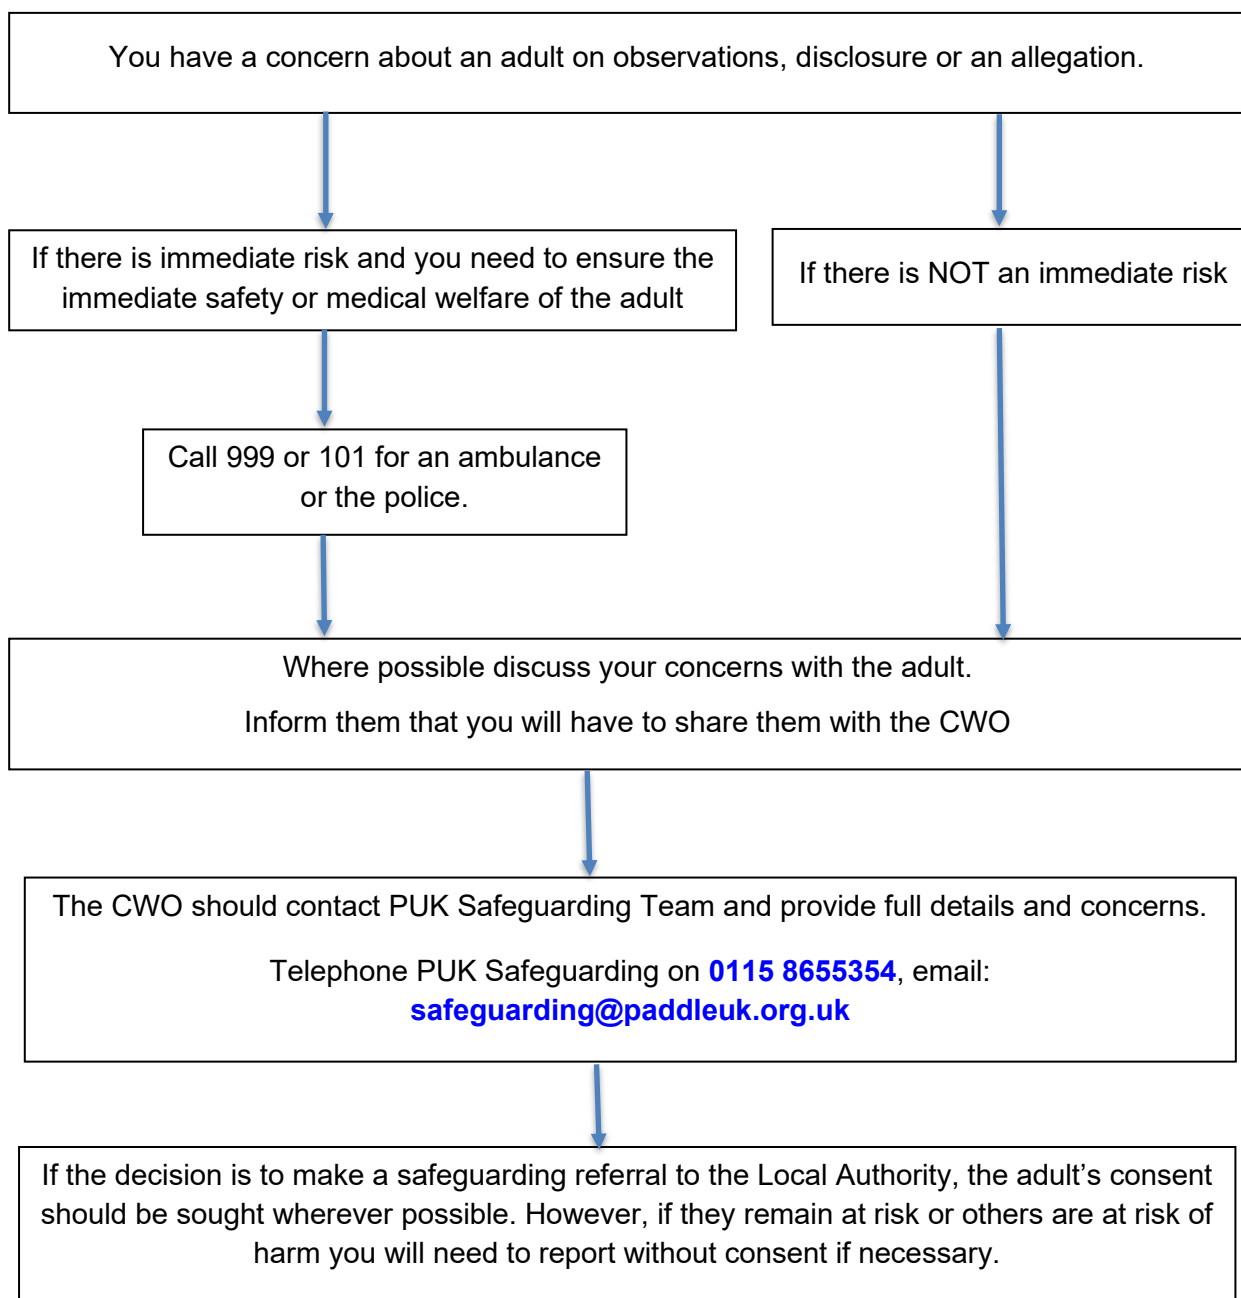 You have a concern about an adult on observations, disclosure or an allegation.
If there is immediate risk and you need to ensure the
immediate safety or medical welfare of the adult
If there is NOT an immediate risk
Call 999 or 101 for an ambulance
or the police.
Where possible discuss your concerns with the adult.
Inform them that you will have to share them with the CWO
The CWO should contact PUK Safeguarding Team and provide full details and concerns.
Telephone PUK Safeguarding on 0115 8655354, email:
safeguarding@paddleuk.org.uk
If the decision is to make a safeguarding referral to the Local Authority, the adult’s consent
should be sought wherever possible. However, if they remain at risk or others are at risk of
harm you will need to report without consent if necessary.